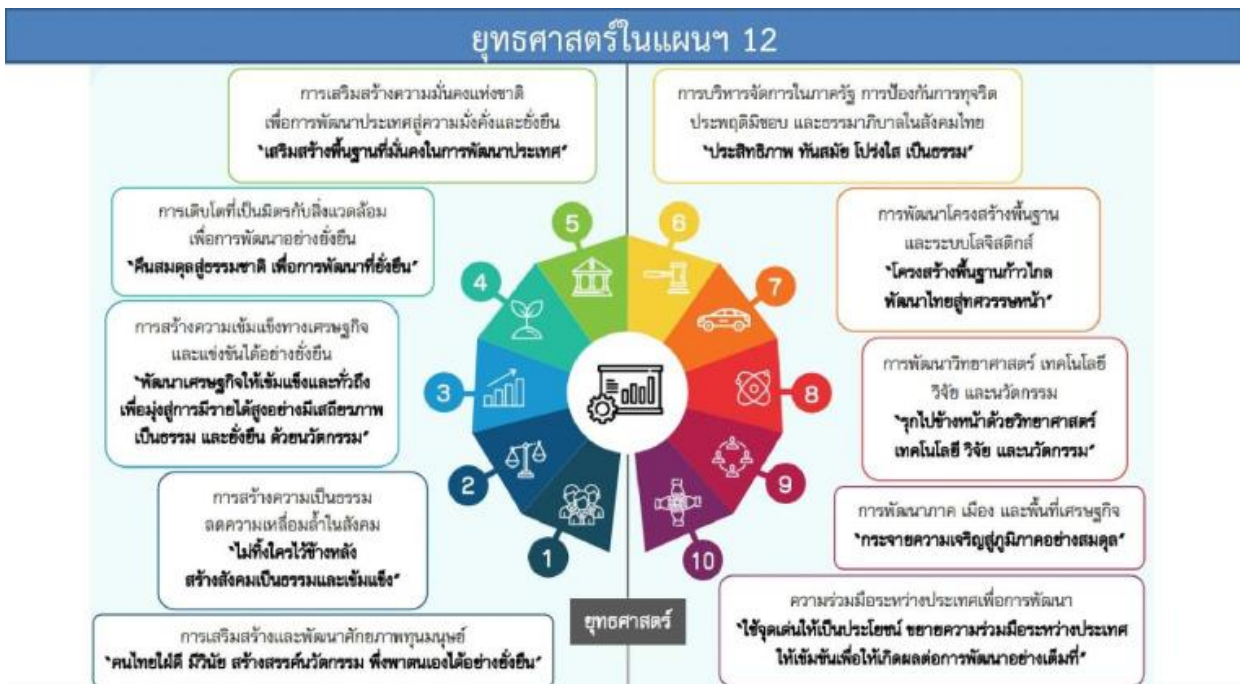 ยุทธศาสตร์ในแผนฯ 12
การเสริมสร้างความมั่นคงแห่งชาติ
เพื่อการพัฒนาประเทศสู่ความมั่งคั่งและยั่งยืน
"เสริมสร้างพื้นฐานที่มั่นคงในการพัฒนาประเทศ"
การเติบโตที่เป็นมิตรกับสิ่งแวดล้อม
เพื่อการพัฒนาอย่างยั่งยืน
"คืนสมดุลสู่ธรรมชาติ เพื่อการพัฒนาที่ยั่งยืน"
การสร้างความเข้มแข็งทางเศรษฐกิจ
และแข่งขันได้อย่างยั่งยืน
"พัฒนาเศรษฐกิจให้เข้มแข็งและทั่วถึง
เพื่อมุ่งสู่การมีรายได้สูงอย่างมีเสถียรภาพ
เป็นธรรม และยั่งยืน ด้วยนวัตกรรม"
การสร้างความเป็นธรรม
ลดความเหลื่อมล้ำในสังคม
"ไม่ทิ้งใครไว้ข้างหลัง
สร้างสังคมเป็นธรรมและเข้มแข็ง"
การเสริมสร้างและพัฒนาศักยภาพทุนมนุษย์
"คนไทยใฝ่ดี มีวินัย สร้างสรรค์นวัตกรรม พึ่งพาตนเองได้อย่างยั่งยืน"
5
4
3
2
1
6
7
8
9
10
ยุทธศาสตร์
การบริหารจัดการในภาครัฐ การป้องกันการทุจริต
ประพฤติมิชอบ และธรรมาภิบาลในสังคมไทย
"ประสิทธิภาพ ทันสมัย โปร่งใส เป็นธรรม"
การพัฒนาโครงสร้างพื้นฐาน
และระบบโลจิสติกส์
"โครงสร้างพื้นฐานก้าวไกล
พัฒนาไทยสู่ทศวรรษหน้า"
การพัฒนาวิทยาศาสตร์ เทคโนโลยี
วิจัย และนวัตกรรม
"รุกไปข้างหน้าด้วยวิทยาศาสตร์
เทคโนโลยี วิจัย และนวัตกรรม"
การพัฒนาภาค เมือง และพื้นที่เศรษฐกิจ
"กระจายความเจริญสู่ภูมิภาคอย่างสมดุล"
ความร่วมมือระหว่างประเทศเพื่อการพัฒนา
"ใช้จุดเด่นให้เป็นประโยชน์ ขยายความร่วมมือระหว่างประเทศ
ให้เข้มข้นเพื่อให้เกิดผลต่อการพัฒนาอย่างเต็มที่"